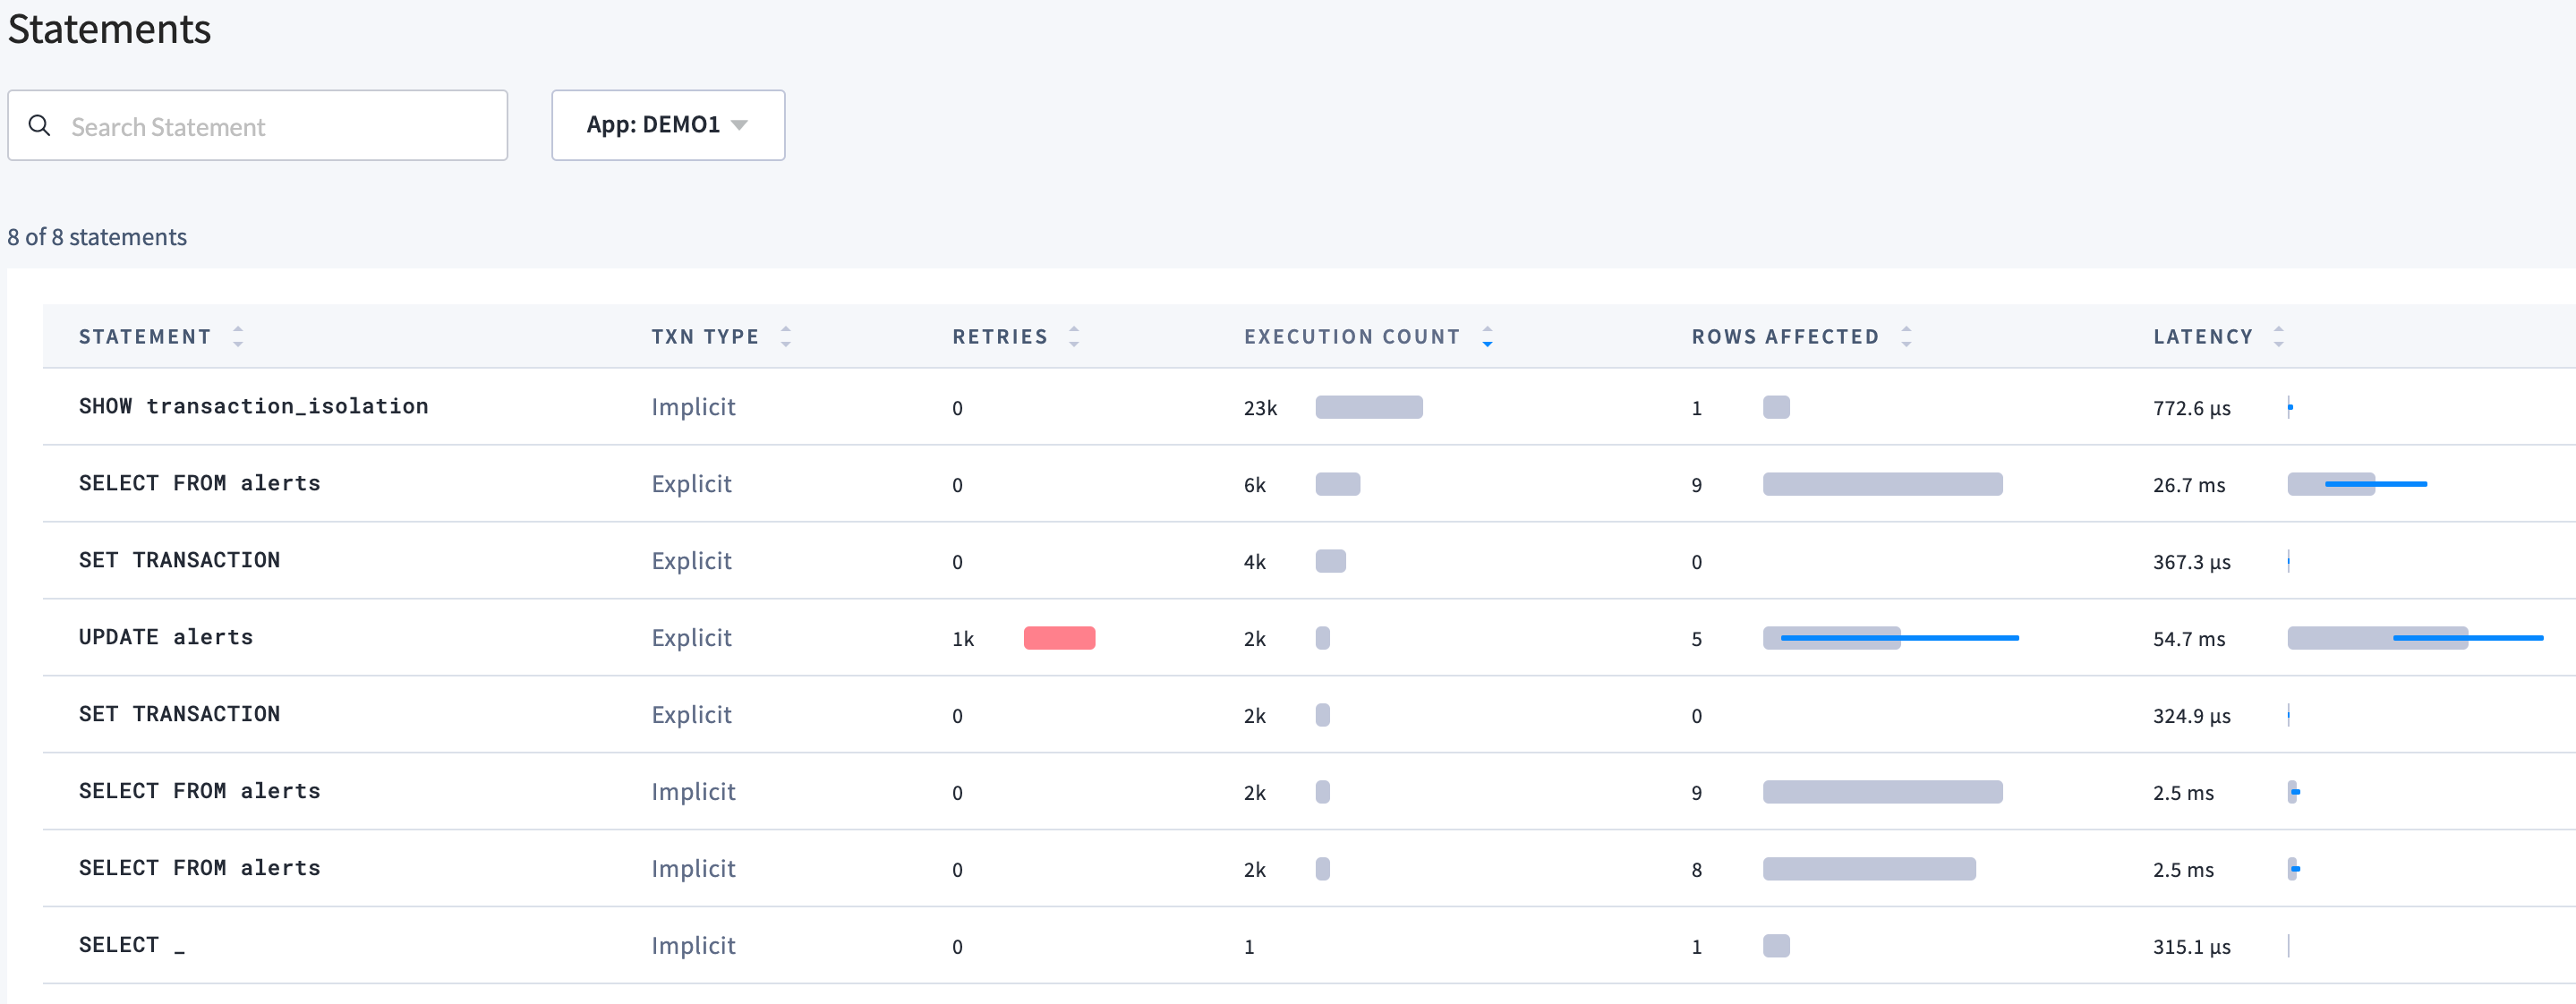 Statements
Search Statement
App: DEMO1
8 of 8 statements
STATEMENT TXN TYPE RETRIES EXECUTION COUNT ROWS AFFECTED LATENCY
SHOW transaction_isolation Implicit 0 23k 1 772.6 µs
SELECT FROM alerts Explicit 0 6k 9 26.7 ms
SET TRANSACTION Explicit 0 4k 0 367.3 µs
UPDATE alerts Explicit 1k 2k 5 54.7 ms
SET TRANSACTION Explicit 0 2k 0 324.9 µs
SELECT FROM alerts Implicit 0 2k 9 2.5 ms
SELECT FROM alerts Implicit 0 2k 8 2.5 ms
SELECT _ Implicit 0 1 1 315.1 µs